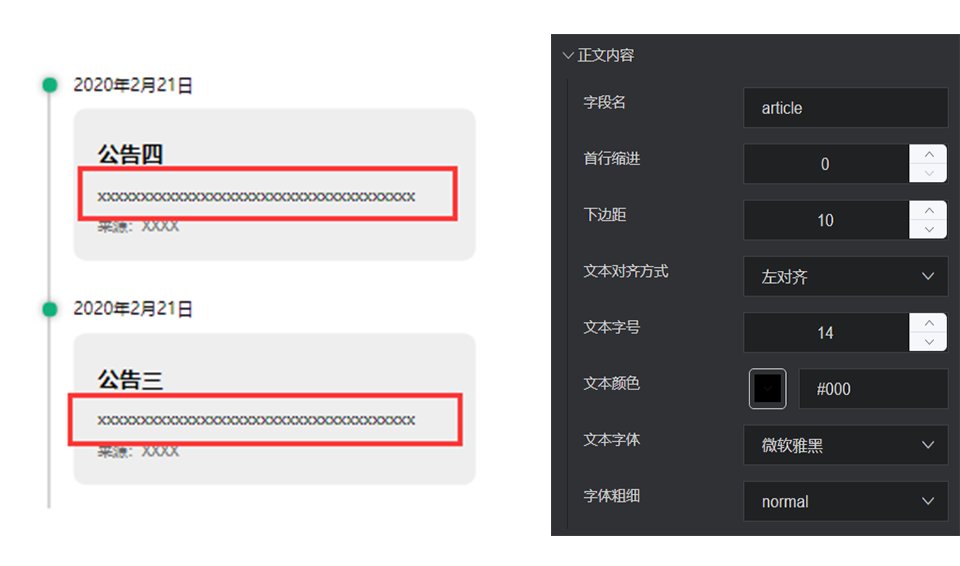 2020年2月21日
公告四
xxxxxxxxxxxxxxxxxxxxxxxxxxxxxxxxxxxxxx
来源：XXXX
2020年2月21日
公告三
xxxxxxxxxxxxxxxxxxxxxxxxxxxxxxxxxxxxxx
来源：XXXX
正文内容
字段名 article
首行缩进 0
下边距 10
文本对齐方式 左对齐
文本字号 14
文本颜色 #000
文本字体 微软雅黑
字体粗细 normal